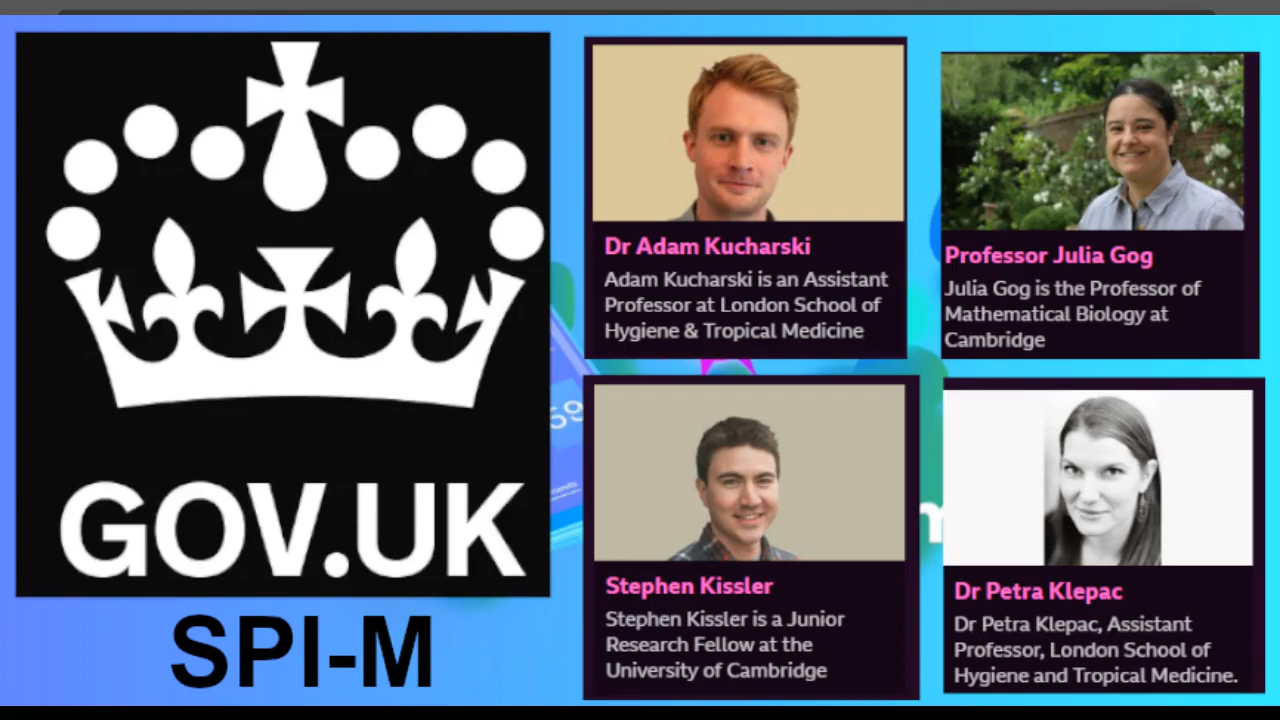 GOV.UK
SPI-M
Dr Adam Kucharski
Adam Kucharski is an Assistant
Professor at London School of
Hygiene & Tropical Medicine
Professor Julia Gog
Julia Gog is the Professor of
Mathematical Biology at
Cambridge
Stephen Kissler
Stephen Kissler is a Junior
Research Fellow at the
University of Cambridge
Dr Petra Klepac
Dr Petra Klepac, Assistant
Professor, London School of
Hygiene and Tropical Medicine.
59
m